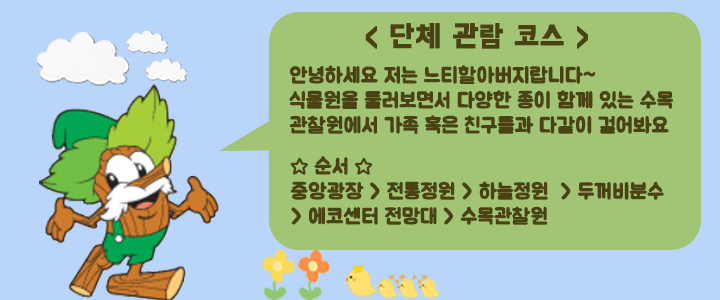 < 단체 관람 코스 >
안녕하세요 저는 느티할아버지랍니다~
식물원을 둘러보면서 다양한 종이 함께 있는 수목
관찰원에서 가족 혹은 친구들과 다같이 걸어봐요
☆ 순서 ☆
중앙광장 > 전통정원 > 하늘정원 > 두꺼비분수
> 에코센터 전망대 > 수목관찰원